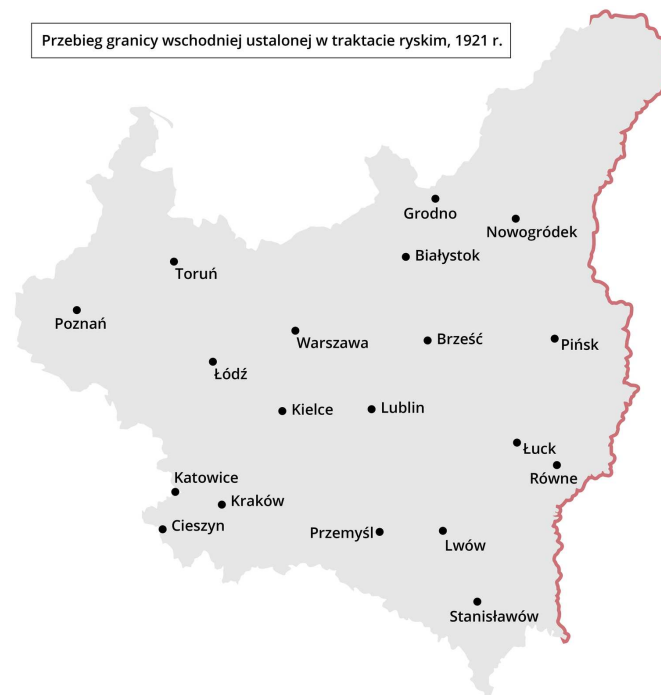 Przebieg granicy wschodniej ustalonej w traktacie ryskim, 1921 r.
Grodno
Nowogródek
Białystok
Toruń
Poznań
Warszawa
Brześć
Pińsk
Łódź
Kielce
Lublin
Łuck
Równe
Katowice
Kraków
Cieszyn
Przemyśl
Lwów
Stanisławów